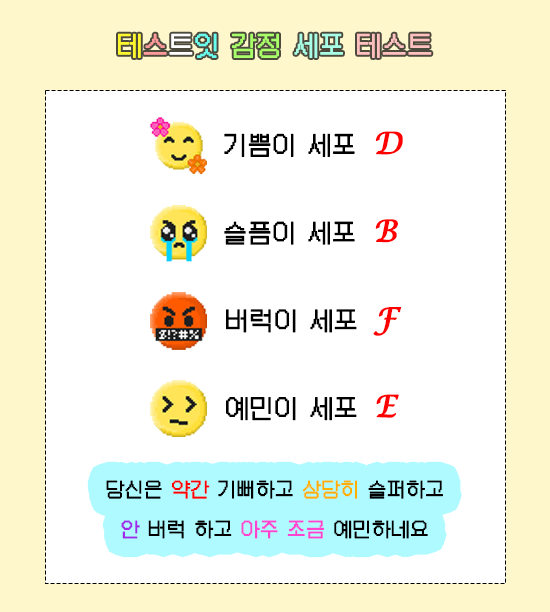 테스트잇 감정 세포 테스트
기쁨이 세포 D
슬픔이 세포 B
$!?#%
버럭이 세포 F
예민이 세포 E
당신은 약간 기뻐하고 상당히 슬퍼하고
안 버럭 하고 아주 조금 예민하네요